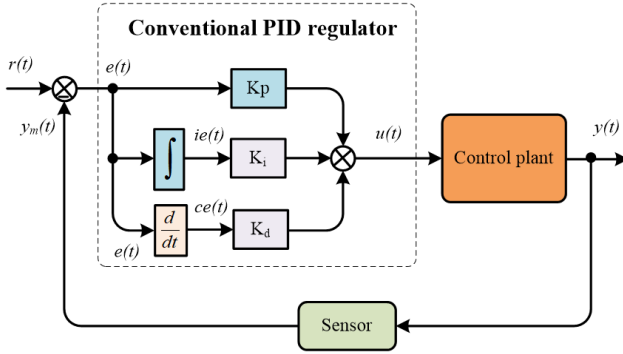 Conventional PID regulator
r(t)
e(t)
Kp
y_m(t)
ie(t)
u(t)
y(t)
∫
K_i
Control plant
ce(t)
d/dt
K_d
e(t)
Sensor